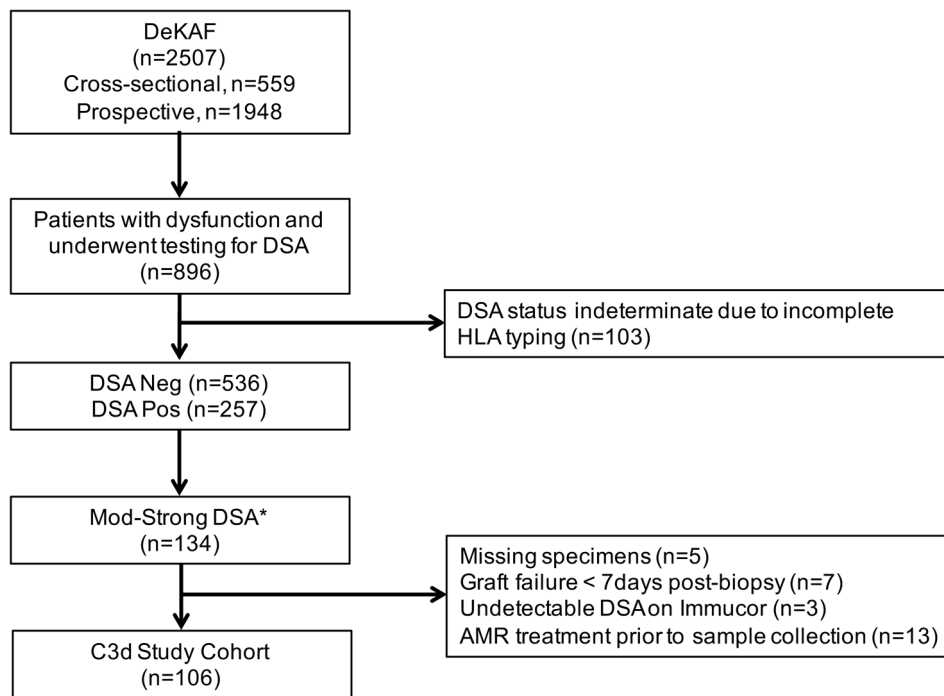 DeKAF
(n=2507)
Cross-sectional, n=559
Prospective, n=1948
Patients with dysfunction and
underwent testing for DSA
(n=896)
DSA status indeterminate due to incomplete
HLA typing (n=103)
DSA Neg (n=536)
DSA Pos (n=257)
Mod-Strong DSA*
(n=134)
Missing specimens (n=5)
Graft failure < 7days post-biopsy (n=7)
Undetectable DSA on Immucor (n=3)
AMR treatment prior to sample collection (n=13)
C3d Study Cohort
(n=106)